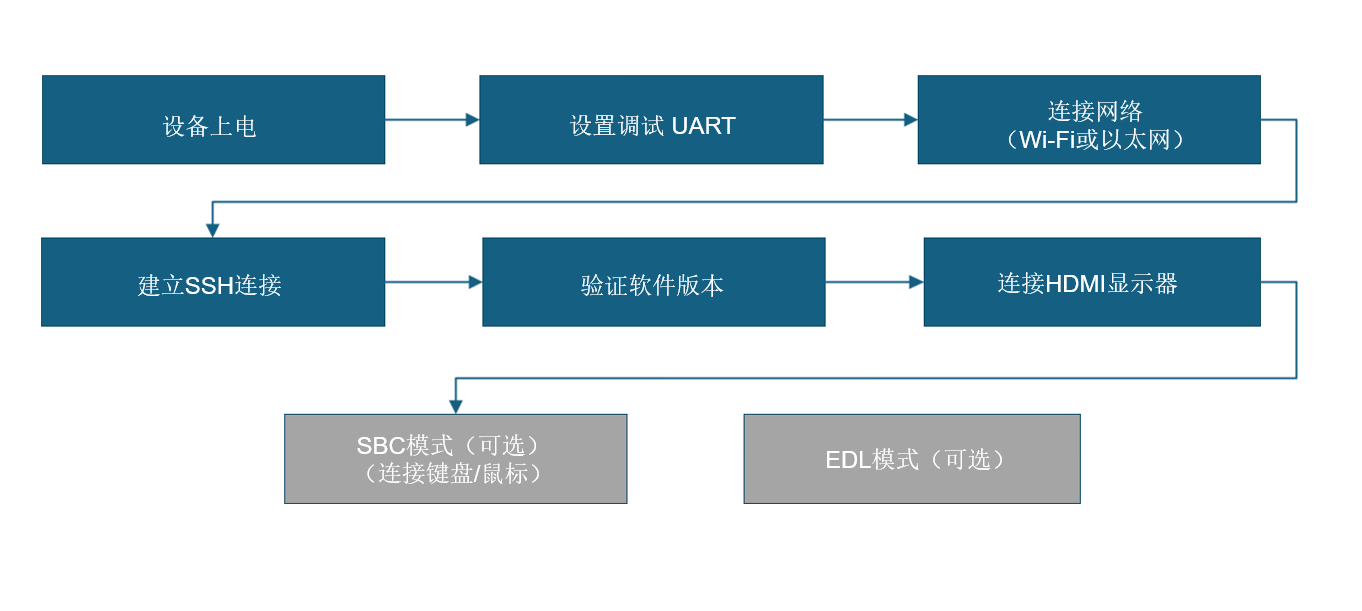 设备上电
设置调试 UART
连接网络
（Wi-Fi或以太网）
建立SSH连接
验证软件版本
连接HDMI显示器
SBC模式（可选）
（连接键盘/鼠标）
EDL模式（可选）